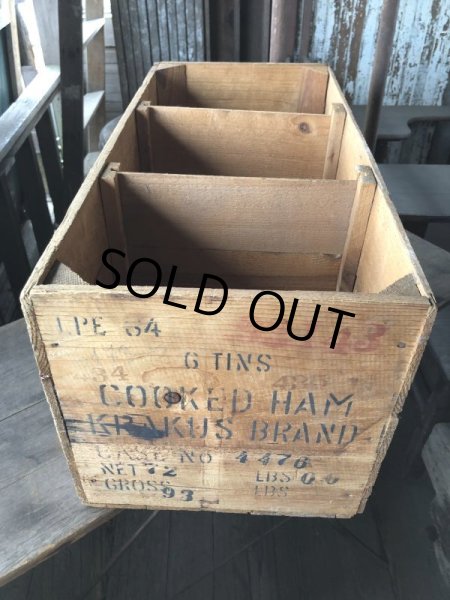 SOLD OUT
LPE 64
6 TINS
COOKED HAM
KRAKUS BRAND
CASE NO 4476
NET 72 LBS 00
GROSS 93 LBS